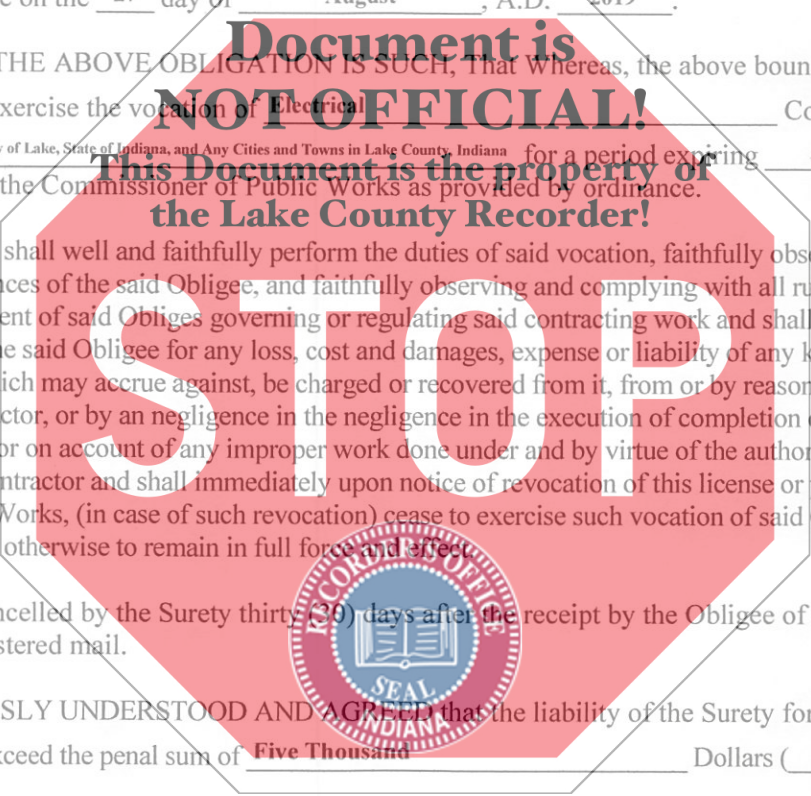 e on the day of August , A.D. 2019 .
Document is
THE ABOVE OBLIGATION IS SUCH, That Whereas, the above boun
NOT OFFICIAL!
xercise the vocation of Electrical Co
y of Lake, State of Indiana, and Any Cities and Towns in Lake County, Indiana for a period expiring
This Document is the property of
the Commissioner of Public Works as provided by ordinance.
the Lake County Recorder!
shall well and faithfully perform the duties of said vocation, faithfully obs
nces of the said Obligee, and faithfully observing and complying with all ru
ent of said Obliges governing or regulating said contracting work and shall
e said Obligee for any loss, cost and damages, expense or liability of any k
ich may accrue against, be charged or recovered from it, from or by reason
ctor, or by an negligence in the negligence in the execution of completion
or on account of any improper work done under and by virtue of the author
ntractor and shall immediately upon notice of revocation of this license or
Works, (in case of such revocation) cease to exercise such vocation of said
otherwise to remain in full force and effect.
STOP
RECORDER'S OFFICE
SEAL
INDIANA
ncelled by the Surety thirty (30) days after the receipt by the Obligee of
stered mail.
SLY UNDERSTOOD AND AGREED that the liability of the Surety for
xceed the penal sum of Five Thousand Dollars (